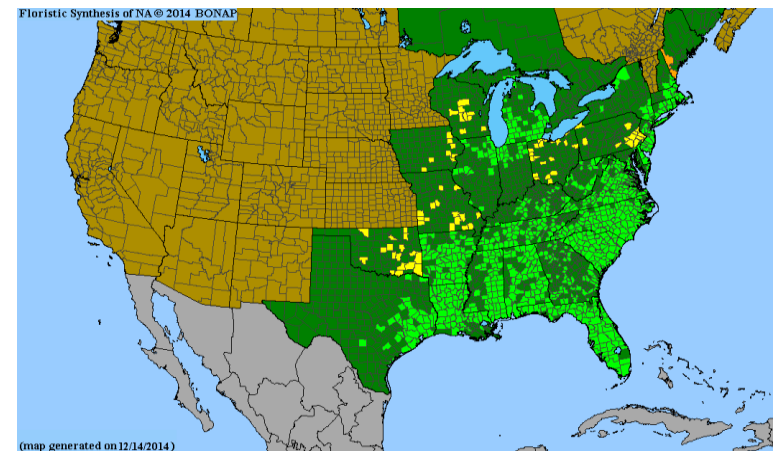 Floristic Synthesis of NA © 2014 BONAP
(map generated on 12/14/2014)